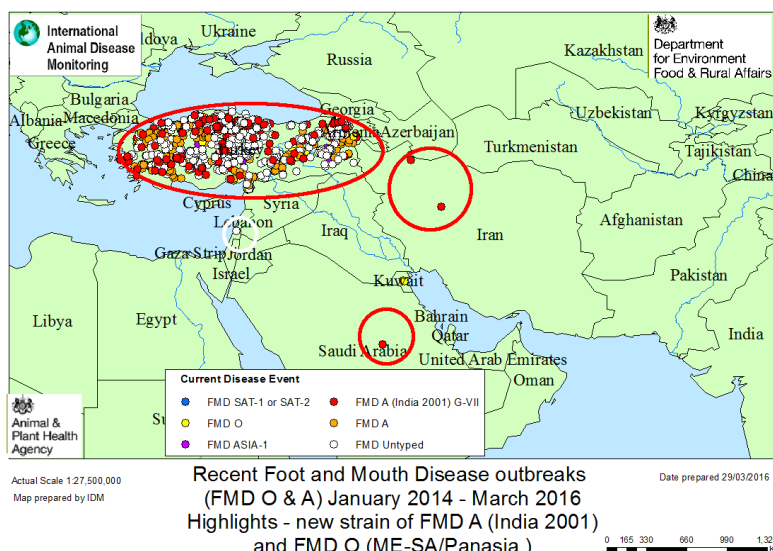 International
Animal Disease
Monitoring
Ukraine
Russia
Kazakhstan
Department
for Environment
Food & Rural Affairs
Bulgaria
Albania
Macedonia
Greece
Georgia
Armenia
Azerbaijan
Turkey
Turkmenistan
Uzbekistan
Kyrgyzstan
Tajikistan
China
Cyprus
Syria
Lebanon
Iraq
Iran
Afghanistan
Gaza Strip
Jordan
Israel
Kuwait
Pakistan
Libya
Egypt
Bahrain
Qatar
India
Saudi Arabia
United Arab Emirates
Oman
Su
Animal &
Plant Health
Agency
Current Disease Event
FMD SAT-1 or SAT-2
FMD A (India 2001) G-VII
FMD O
FMD A
FMD ASIA-1
FMD Untyped
Actual Scale 1:27,500,000
Map prepared by IDM
Recent Foot and Mouth Disease outbreaks
(FMD O & A) January 2014 - March 2016
Highlights - new strain of FMD A (India 2001)
and FMD O (ME-SA/Panasia )
Date prepared 29/03/2016
0 165 330 660 990